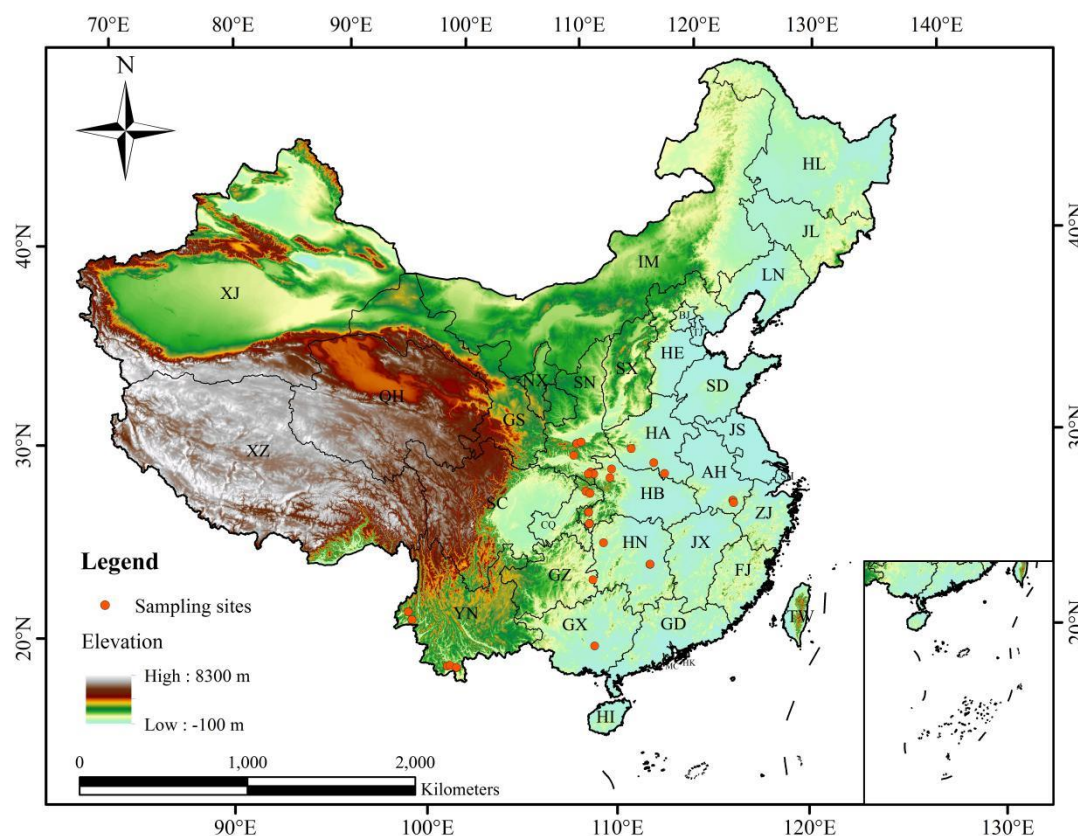 70°E 80°E 90°E 100°E 110°E 120°E 130°E 140°E
N
HL
JL
40°N
40°N
IM
LN
XJ
BJ
TJ
HE
SX
SD
NX
SN
QH
GS
HA
JS
30°N
30°N
XZ
AH
SH
HB
SC
ZJ
CQ
HN
JX
Legend
GZ
FJ
Sampling sites
YN
TW
GX
GD
20°N
20°N
Elevation
MC
HK
High : 8300 m
HI
Low : -100 m
0 1,000 2,000
Kilometers
90°E 100°E 110°E 120°E 130°E